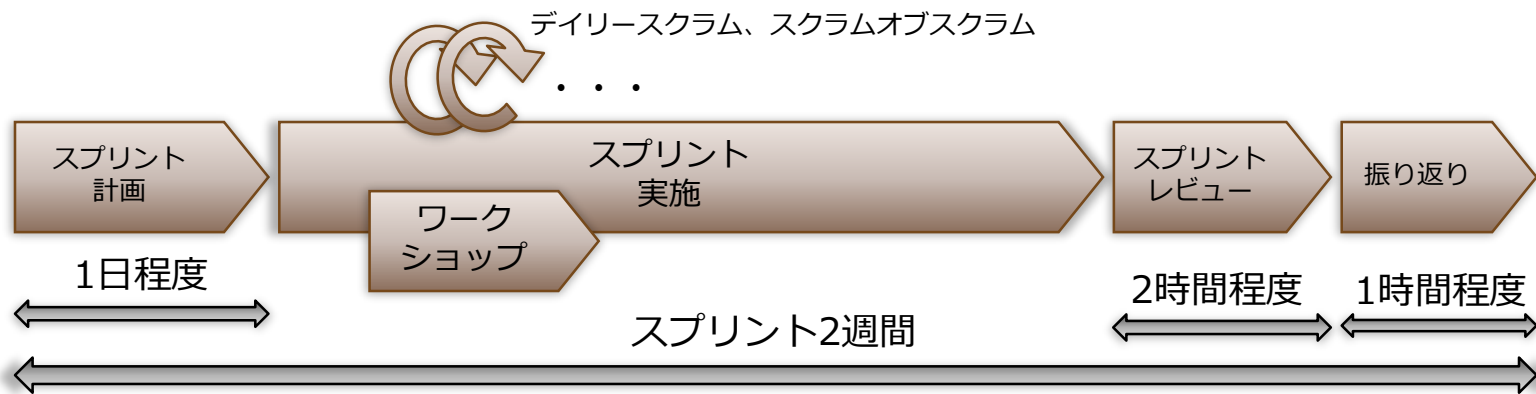 デイリースクラム、スクラムオブスクラム
・・・
スプリント
計画
スプリント
実施
スプリント
レビュー
振り返り
ワーク
ショップ
1日程度
2時間程度
1時間程度
スプリント2週間